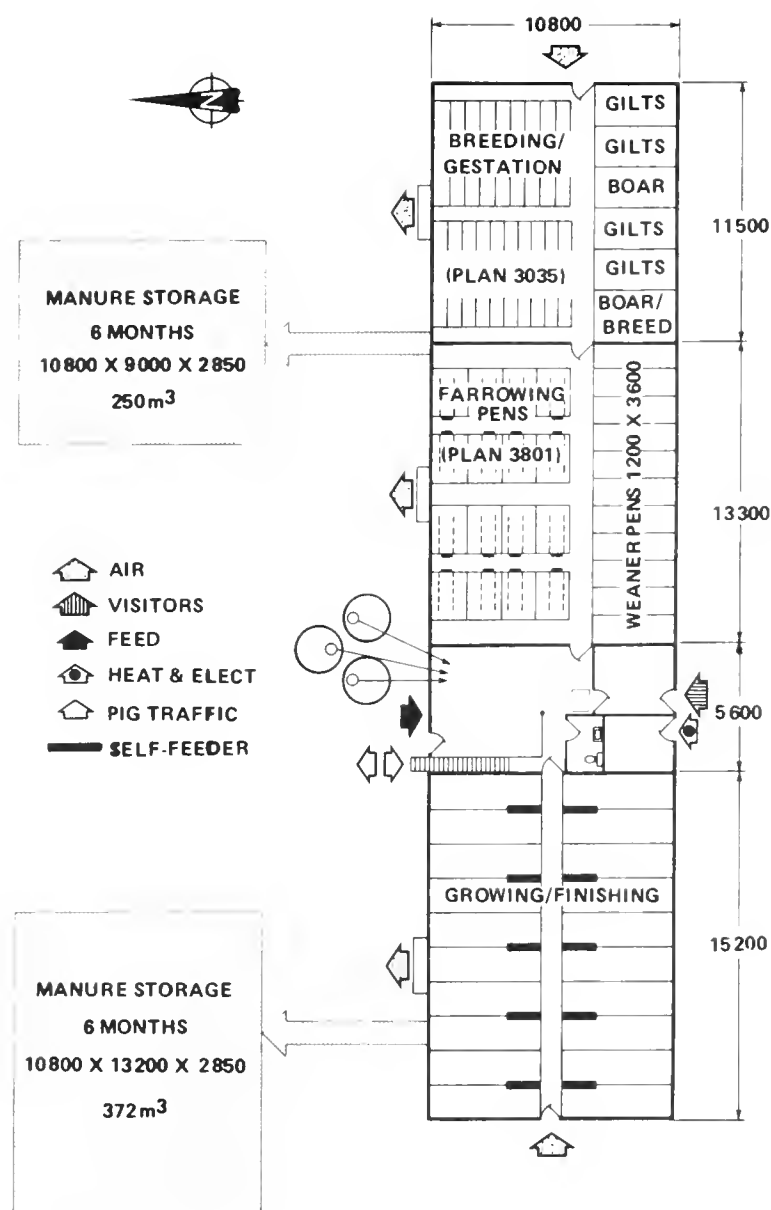 10800
N
GILTS
BREEDING/
GESTATION
GILTS
BOAR
11500
GILTS
(PLAN 3035)
GILTS
BOAR/
BREED
MANURE STORAGE
6 MONTHS
10800 X 9000 X 2850
250m³
FARROWING
PENS
(PLAN 3801)
WEANER PENS 1200 X 3600
13300
AIR
VISITORS
FEED
HEAT & ELECT
PIG TRAFFIC
SELF-FEEDER
5600
GROWING/FINISHING
15200
MANURE STORAGE
6 MONTHS
10800 X 13200 X 2850
372m³